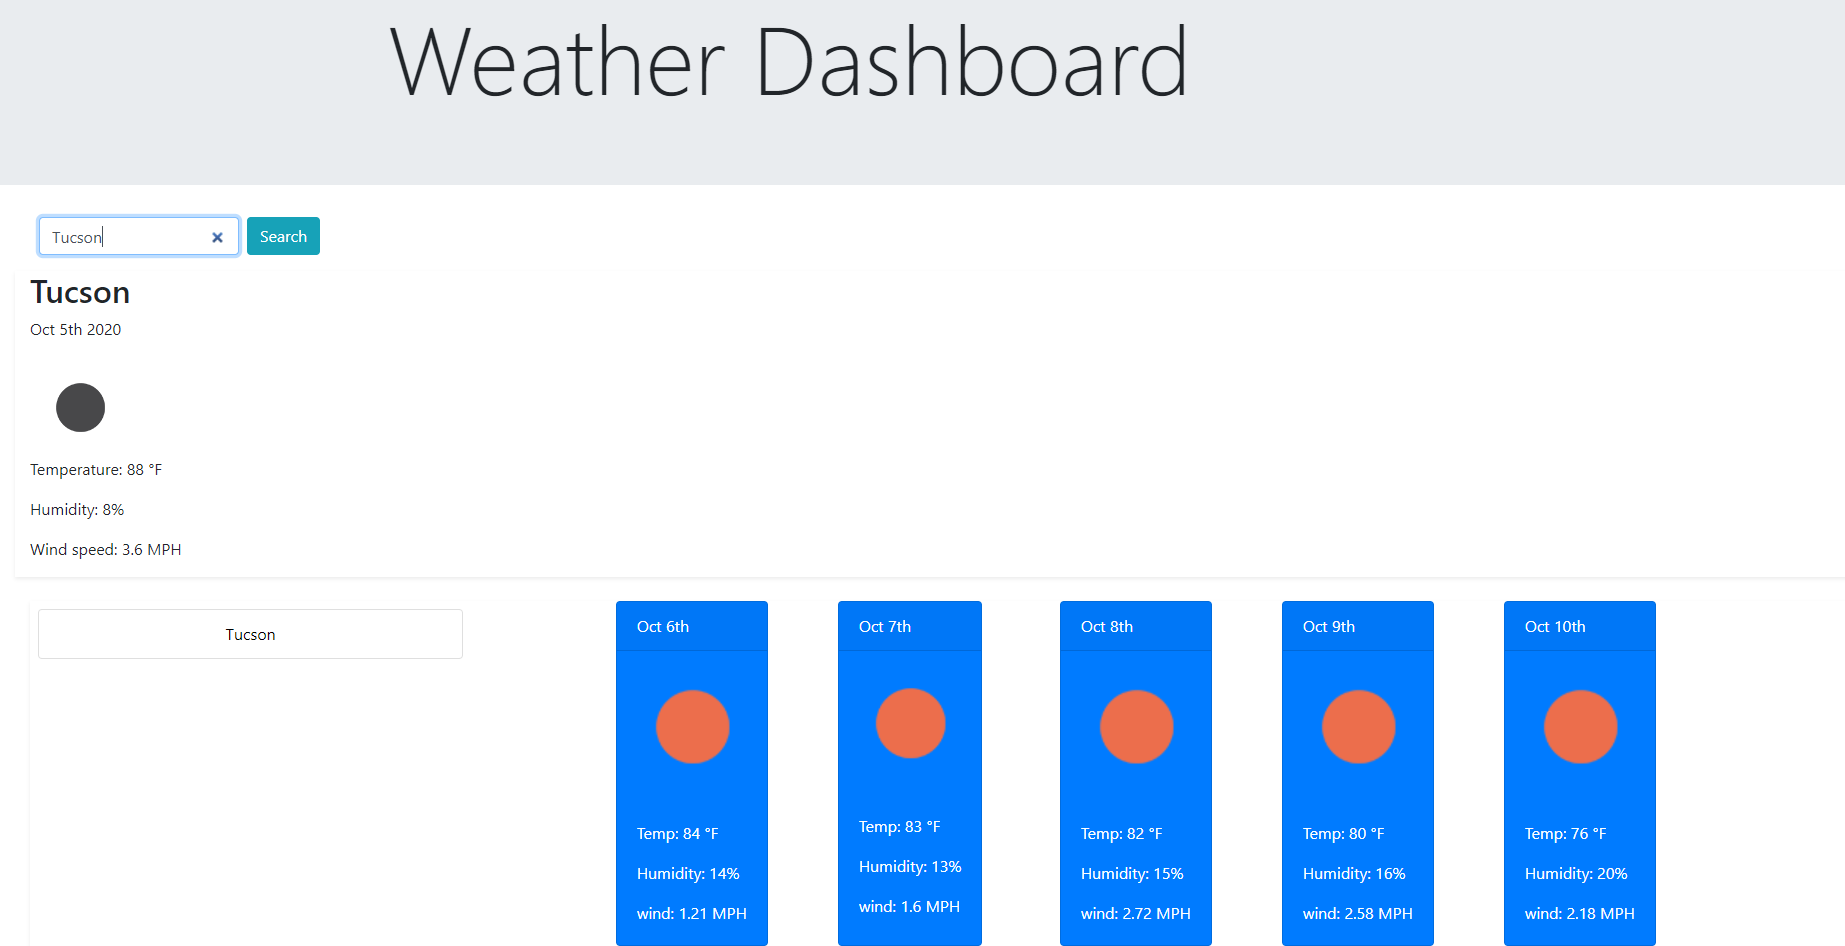 Weather Dashboard
Tucson
Search
Tucson
Oct 5th 2020
Temperature: 88 °F
Humidity: 8%
Wind speed: 3.6 MPH
Tucson
Oct 6th
Temp: 84 °F
Humidity: 14%
wind: 1.21 MPH
Oct 7th
Temp: 83 °F
Humidity: 13%
wind: 1.6 MPH
Oct 8th
Temp: 82 °F
Humidity: 15%
wind: 2.72 MPH
Oct 9th
Temp: 80 °F
Humidity: 16%
wind: 2.58 MPH
Oct 10th
Temp: 76 °F
Humidity: 20%
wind: 2.18 MPH